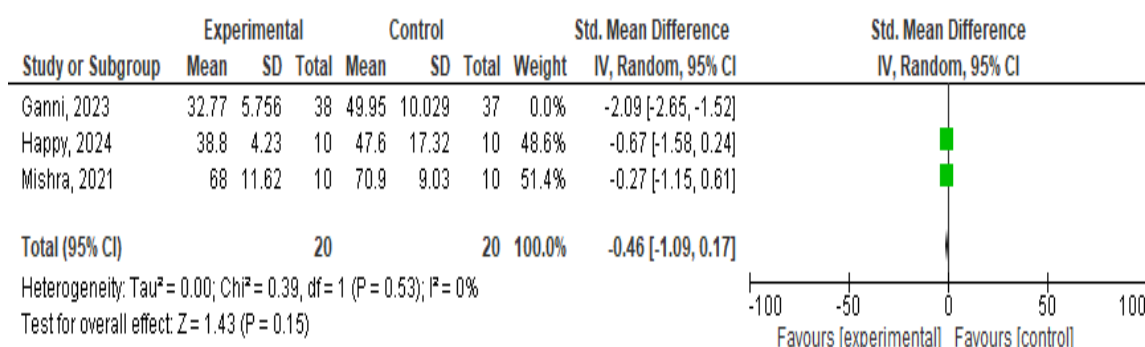 Experimental Control Std. Mean Difference Std. Mean Difference
Study or Subgroup Mean SD Total Mean SD Total Weight IV, Random, 95% CI IV, Random, 95% CI
Ganni, 2023 32.77 5.756 38 49.95 10.029 37 0.0% -2.09 [-2.65, -1.52]
Happy, 2024 38.8 4.23 10 47.6 17.32 10 48.6% -0.67 [-1.58, 0.24]
Mishra, 2021 68 11.62 10 70.9 9.03 10 51.4% -0.27 [-1.15, 0.61]
Total (95% CI) 20 20 100.0% -0.46 [-1.09, 0.17]
Heterogeneity: Tau² = 0.00; Chi² = 0.39, df = 1 (P = 0.53); I² = 0%
Test for overall effect: Z = 1.43 (P = 0.15)
-100 -50 0 50 100
Favours [experimental] Favours [control]